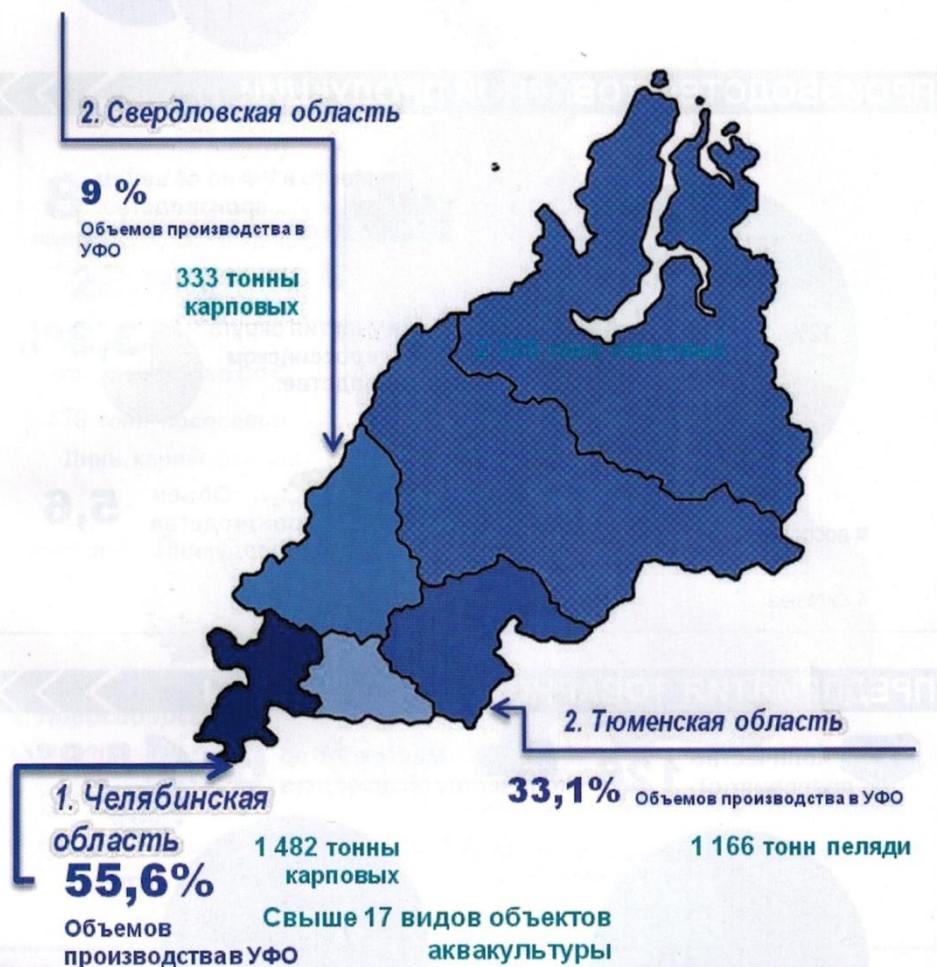 2. Свердловская область
9 %
Объемов производства в
УФО
333 тонны
карповых
2. Тюменская область
33,1% Объемов производства в УФО
1 166 тонн пеляди
1. Челябинская
область
55,6%
Объемов
производства в УФО
1 482 тонны
карповых
Свыше 17 видов объектов
аквакультуры